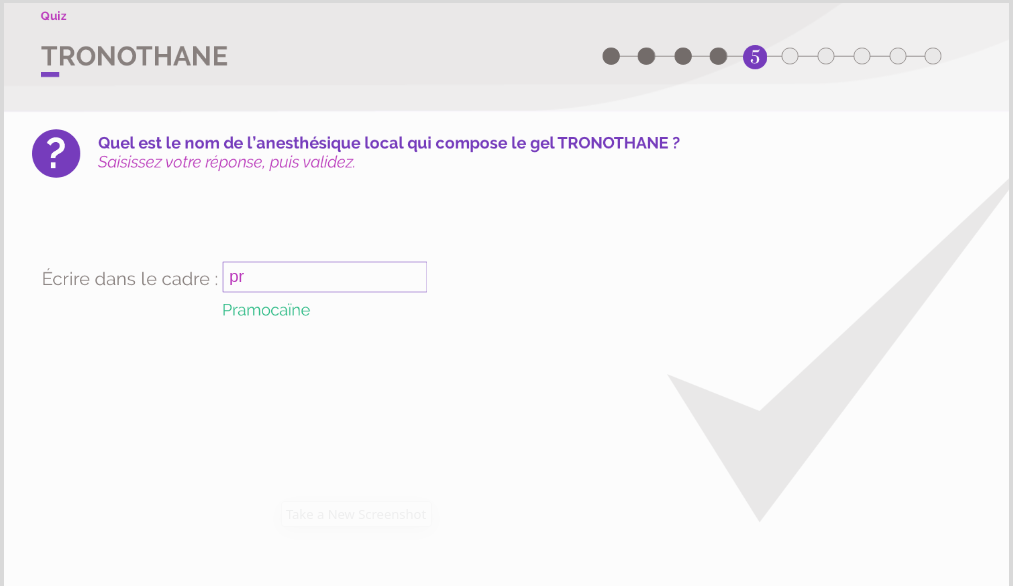 Quiz
TRONOTHANE
5
?
Quel est le nom de l'anesthésique local qui compose le gel TRONOTHANE ?
Saisissez votre réponse, puis validez.
Écrire dans le cadre : pr
Pramocaïne
Take a New Screenshot